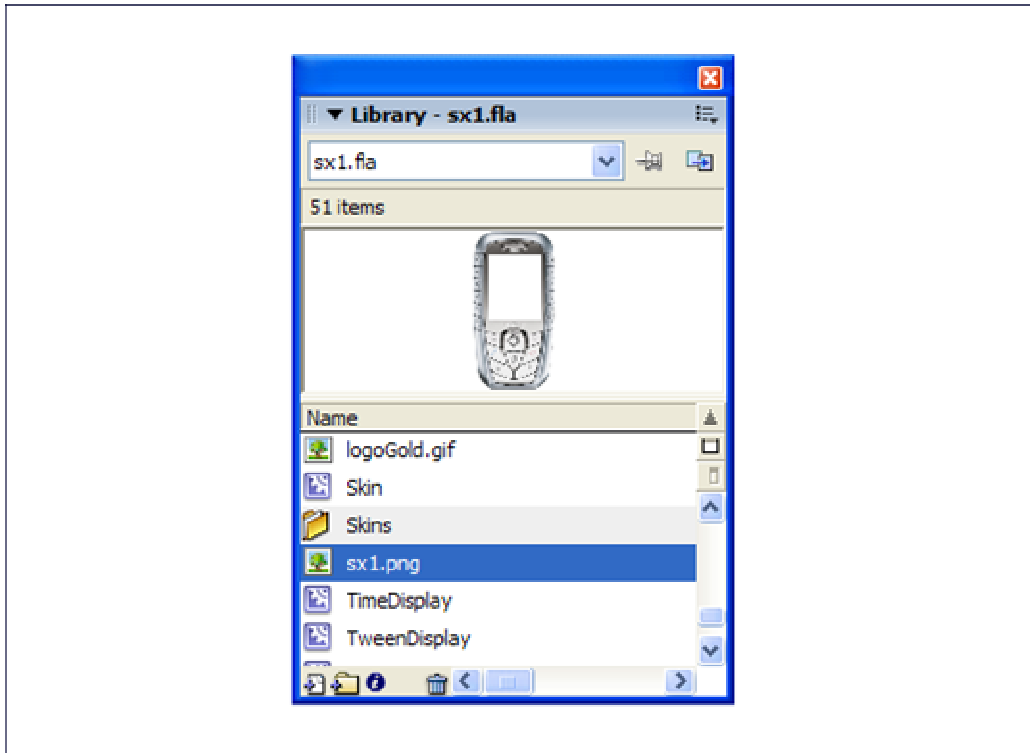 Library - sx1.fla
sx1.fla
51 items
Name
logoGold.gif
Skin
Skins
sx1.png
TimeDisplay
TweenDisplay